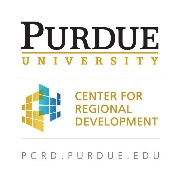 PURDUE
UNIVERSITY
CENTER FOR
REGIONAL
DEVELOPMENT
PCRD.PURDUE.EDU